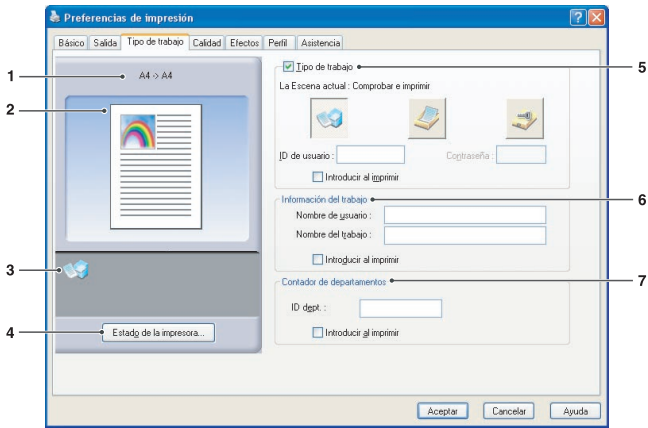 Preferencias de impresión
Básico Salida Tipo de trabajo Calidad Efectos Perfil Asistencia
1
A4 -> A4
2
3
4
Estado de la impresora...
Tipo de trabajo
5
La Escena actual : Comprobar e imprimir
ID de usuario :
Contraseña :
Introducir al imprimir
Información del trabajo
6
Nombre de usuario :
Nombre del trabajo :
Introducir al imprimir
Contador de departamentos
7
ID dept. :
Introducir al imprimir
Aceptar Cancelar Ayuda